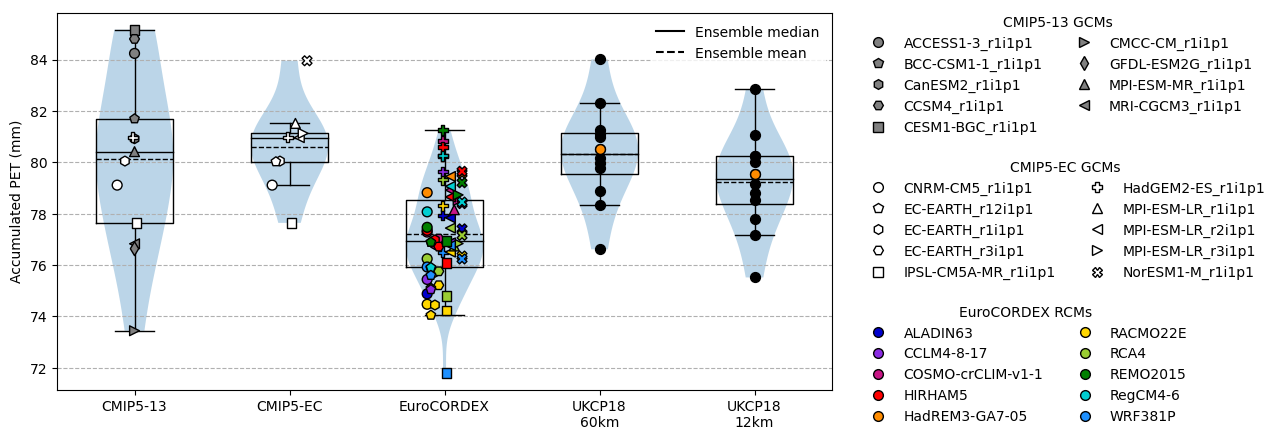 Accumulated PET (mm)
84
82
80
78
76
74
72
Ensemble median
Ensemble mean
CMIP5-13
CMIP5-EC
EuroCORDEX
UKCP18
60km
UKCP18
12km
CMIP5-13 GCMs
ACCESS1-3_r1i1p1
BCC-CSM1-1_r1i1p1
CanESM2_r1i1p1
CCSM4_r1i1p1
CESM1-BGC_r1i1p1
CMCC-CM_r1i1p1
GFDL-ESM2G_r1i1p1
MPI-ESM-MR_r1i1p1
MRI-CGCM3_r1i1p1
CMIP5-EC GCMs
CNRM-CM5_r1i1p1
EC-EARTH_r12i1p1
EC-EARTH_r1i1p1
EC-EARTH_r3i1p1
IPSL-CM5A-MR_r1i1p1
HadGEM2-ES_r1i1p1
MPI-ESM-LR_r1i1p1
MPI-ESM-LR_r2i1p1
MPI-ESM-LR_r3i1p1
NorESM1-M_r1i1p1
EuroCORDEX RCMs
ALADIN63
CCLM4-8-17
COSMO-crCLIM-v1-1
HIRHAM5
HadREM3-GA7-05
RACMO22E
RCA4
REMO2015
RegCM4-6
WRF381P